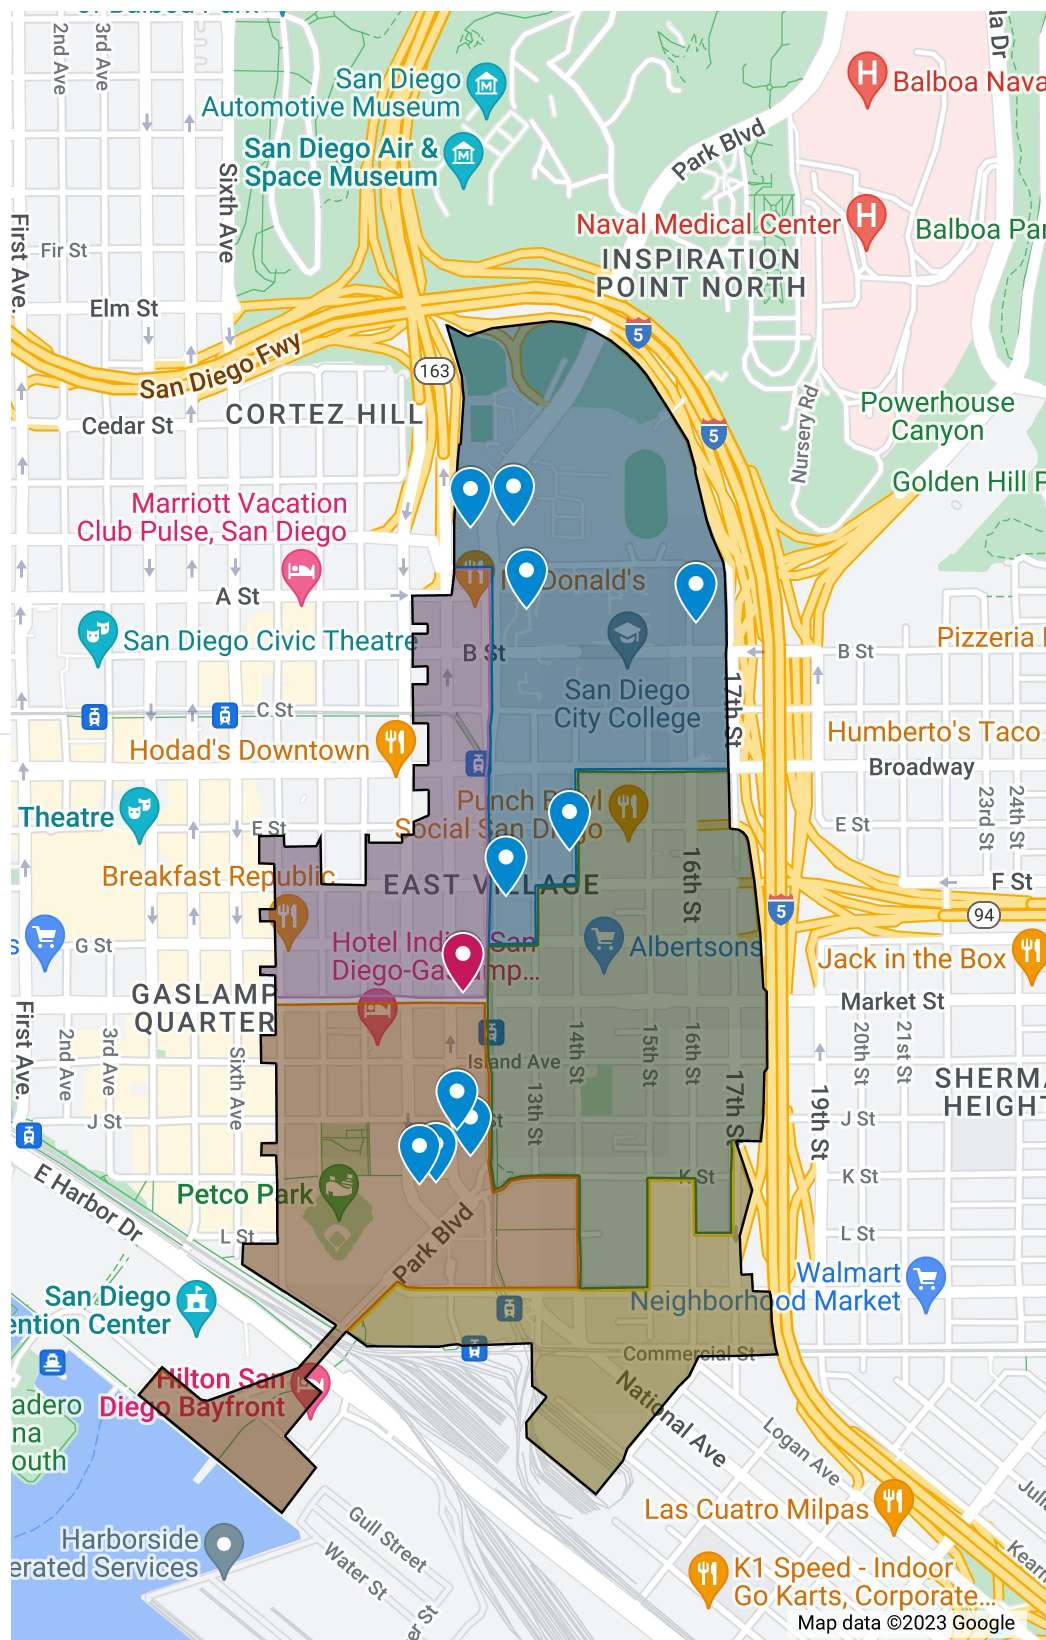 2nd Ave
3rd Ave
San Diego
Automotive Museum
San Diego Air &
Space Museum
Sixth Ave
First Ave.
Fir St
Elm St
San Diego Fwy
163
Cedar St
CORTEZ HILL
Park Blvd
Balboa Nava
Naval Medical Center
Balboa Par
INSPIRATION
POINT NORTH
5
5
Nursery Rd
Powerhouse
Canyon
Golden Hill P
Marriott Vacation
Club Pulse, San Diego
A St
San Diego Civic Theatre
B St
San Diego
City College
17th St
B St
Pizzeria
C St
Hodad's Downtown
Humberto's Taco
Broadway
Theatre
E St
Punch Bowl
Social San Diego
23rd St
24th St
E St
Breakfast Republic
EAST VILLAGE
16th St
F St
94
5
G St
Hotel Indigo San
Diego-Gaslamp...
Albertsons
Jack in the Box
GASLAMP
QUARTER
Market St
First Ave.
2nd Ave
3rd Ave
Sixth Ave
Island Ave
13th St
14th St
15th St
16th St
17th St
19th St
20th St
21st St
SHERMA
HEIGHT
J St
J St
E Harbor Dr
Petco Park
K St
K St
L St
Park Blvd
L St
San Diego
ention Center
Walmart
Neighborhood Market
Commercial St
Hilton San
Diego Bayfront
adero
na
outh
National Ave
Logan Ave
Las Cuatro Milpas
Gull Street
Water St
Harborside
erated Services
K1 Speed - Indoor
Go Karts, Corporate...
Map data ©2023 Google